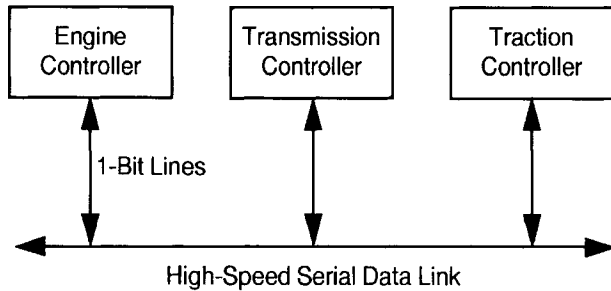 Engine
Controller
Transmission
Controller
Traction
Controller
1-Bit Lines
High-Speed Serial Data Link